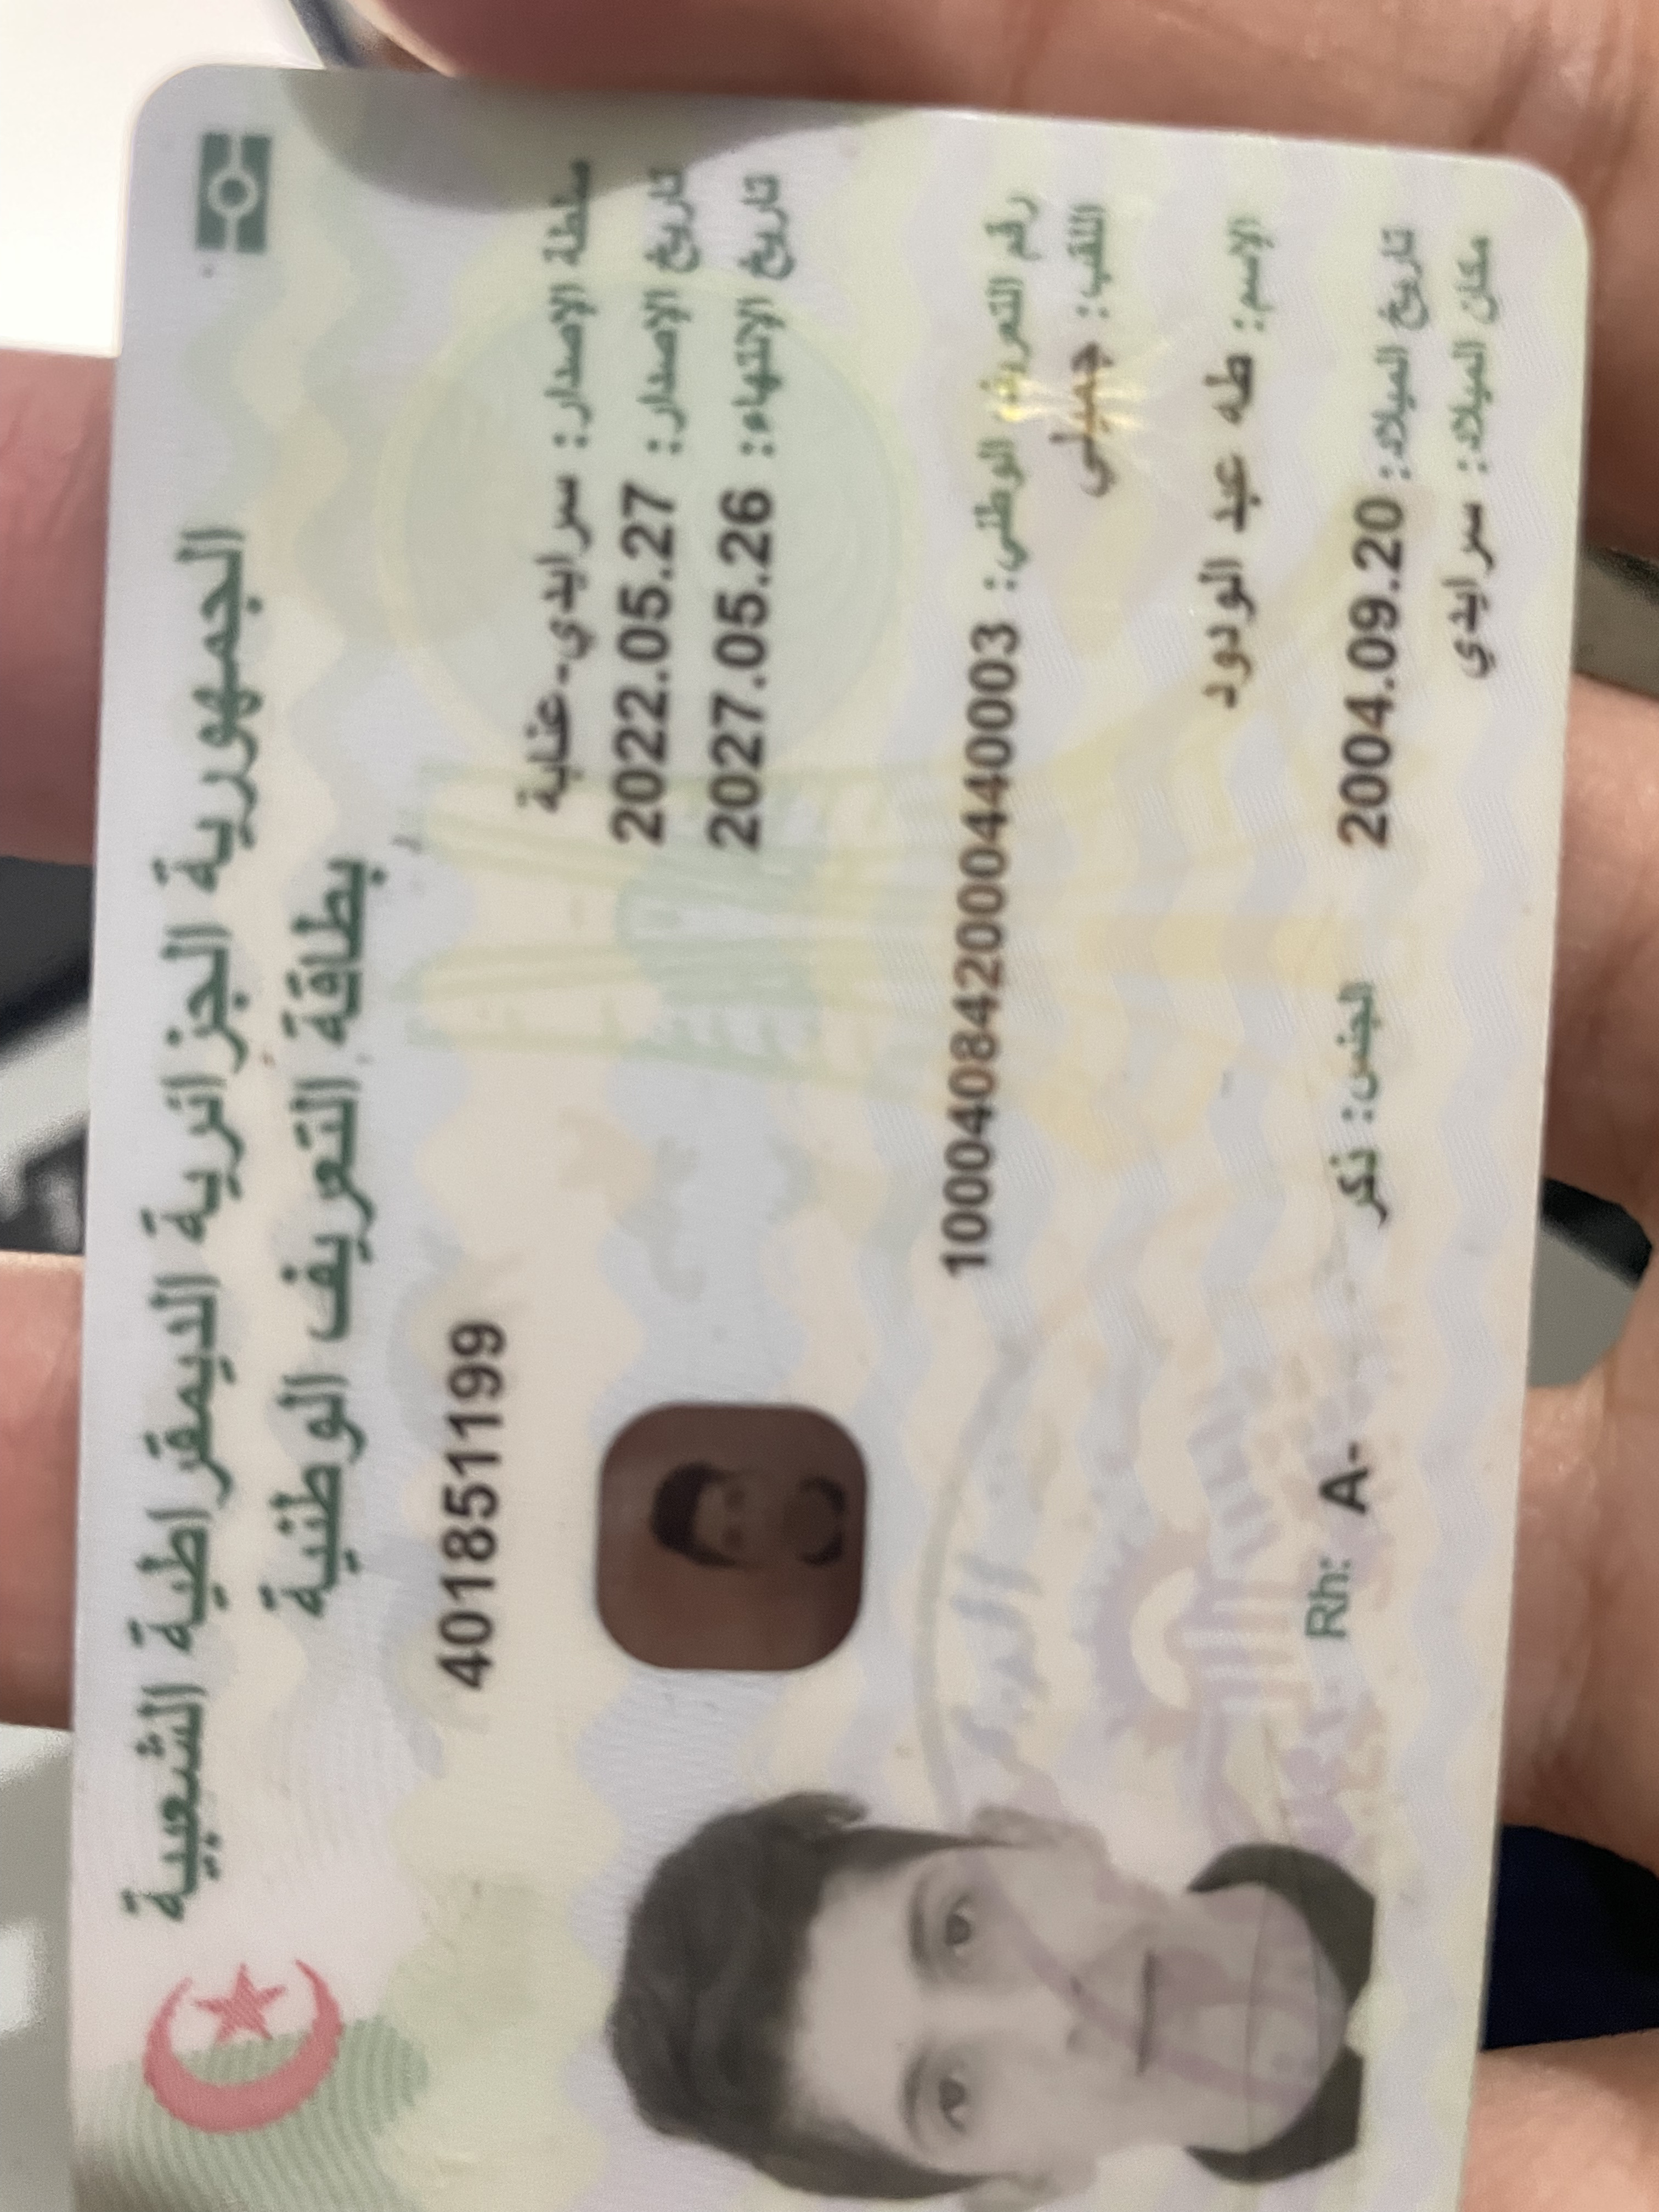 الجمهورية الجزائرية الديمقراطية الشعبية
بطاقة التعريف الوطنية
401851199
سلطة الإصدار: سرايدي-عنابة
تاريخ الإصدار: 2022.05.27
تاريخ الإنتهاء: 2027.05.26
رقم التعريف الوطني: 100408420004440003
اللقب: جميلي
الإسم: طه عبد الودود
تاريخ الميلاد: 2004.09.20 الجنس: ذكر Rh: A-
مكان الميلاد: سرايدي